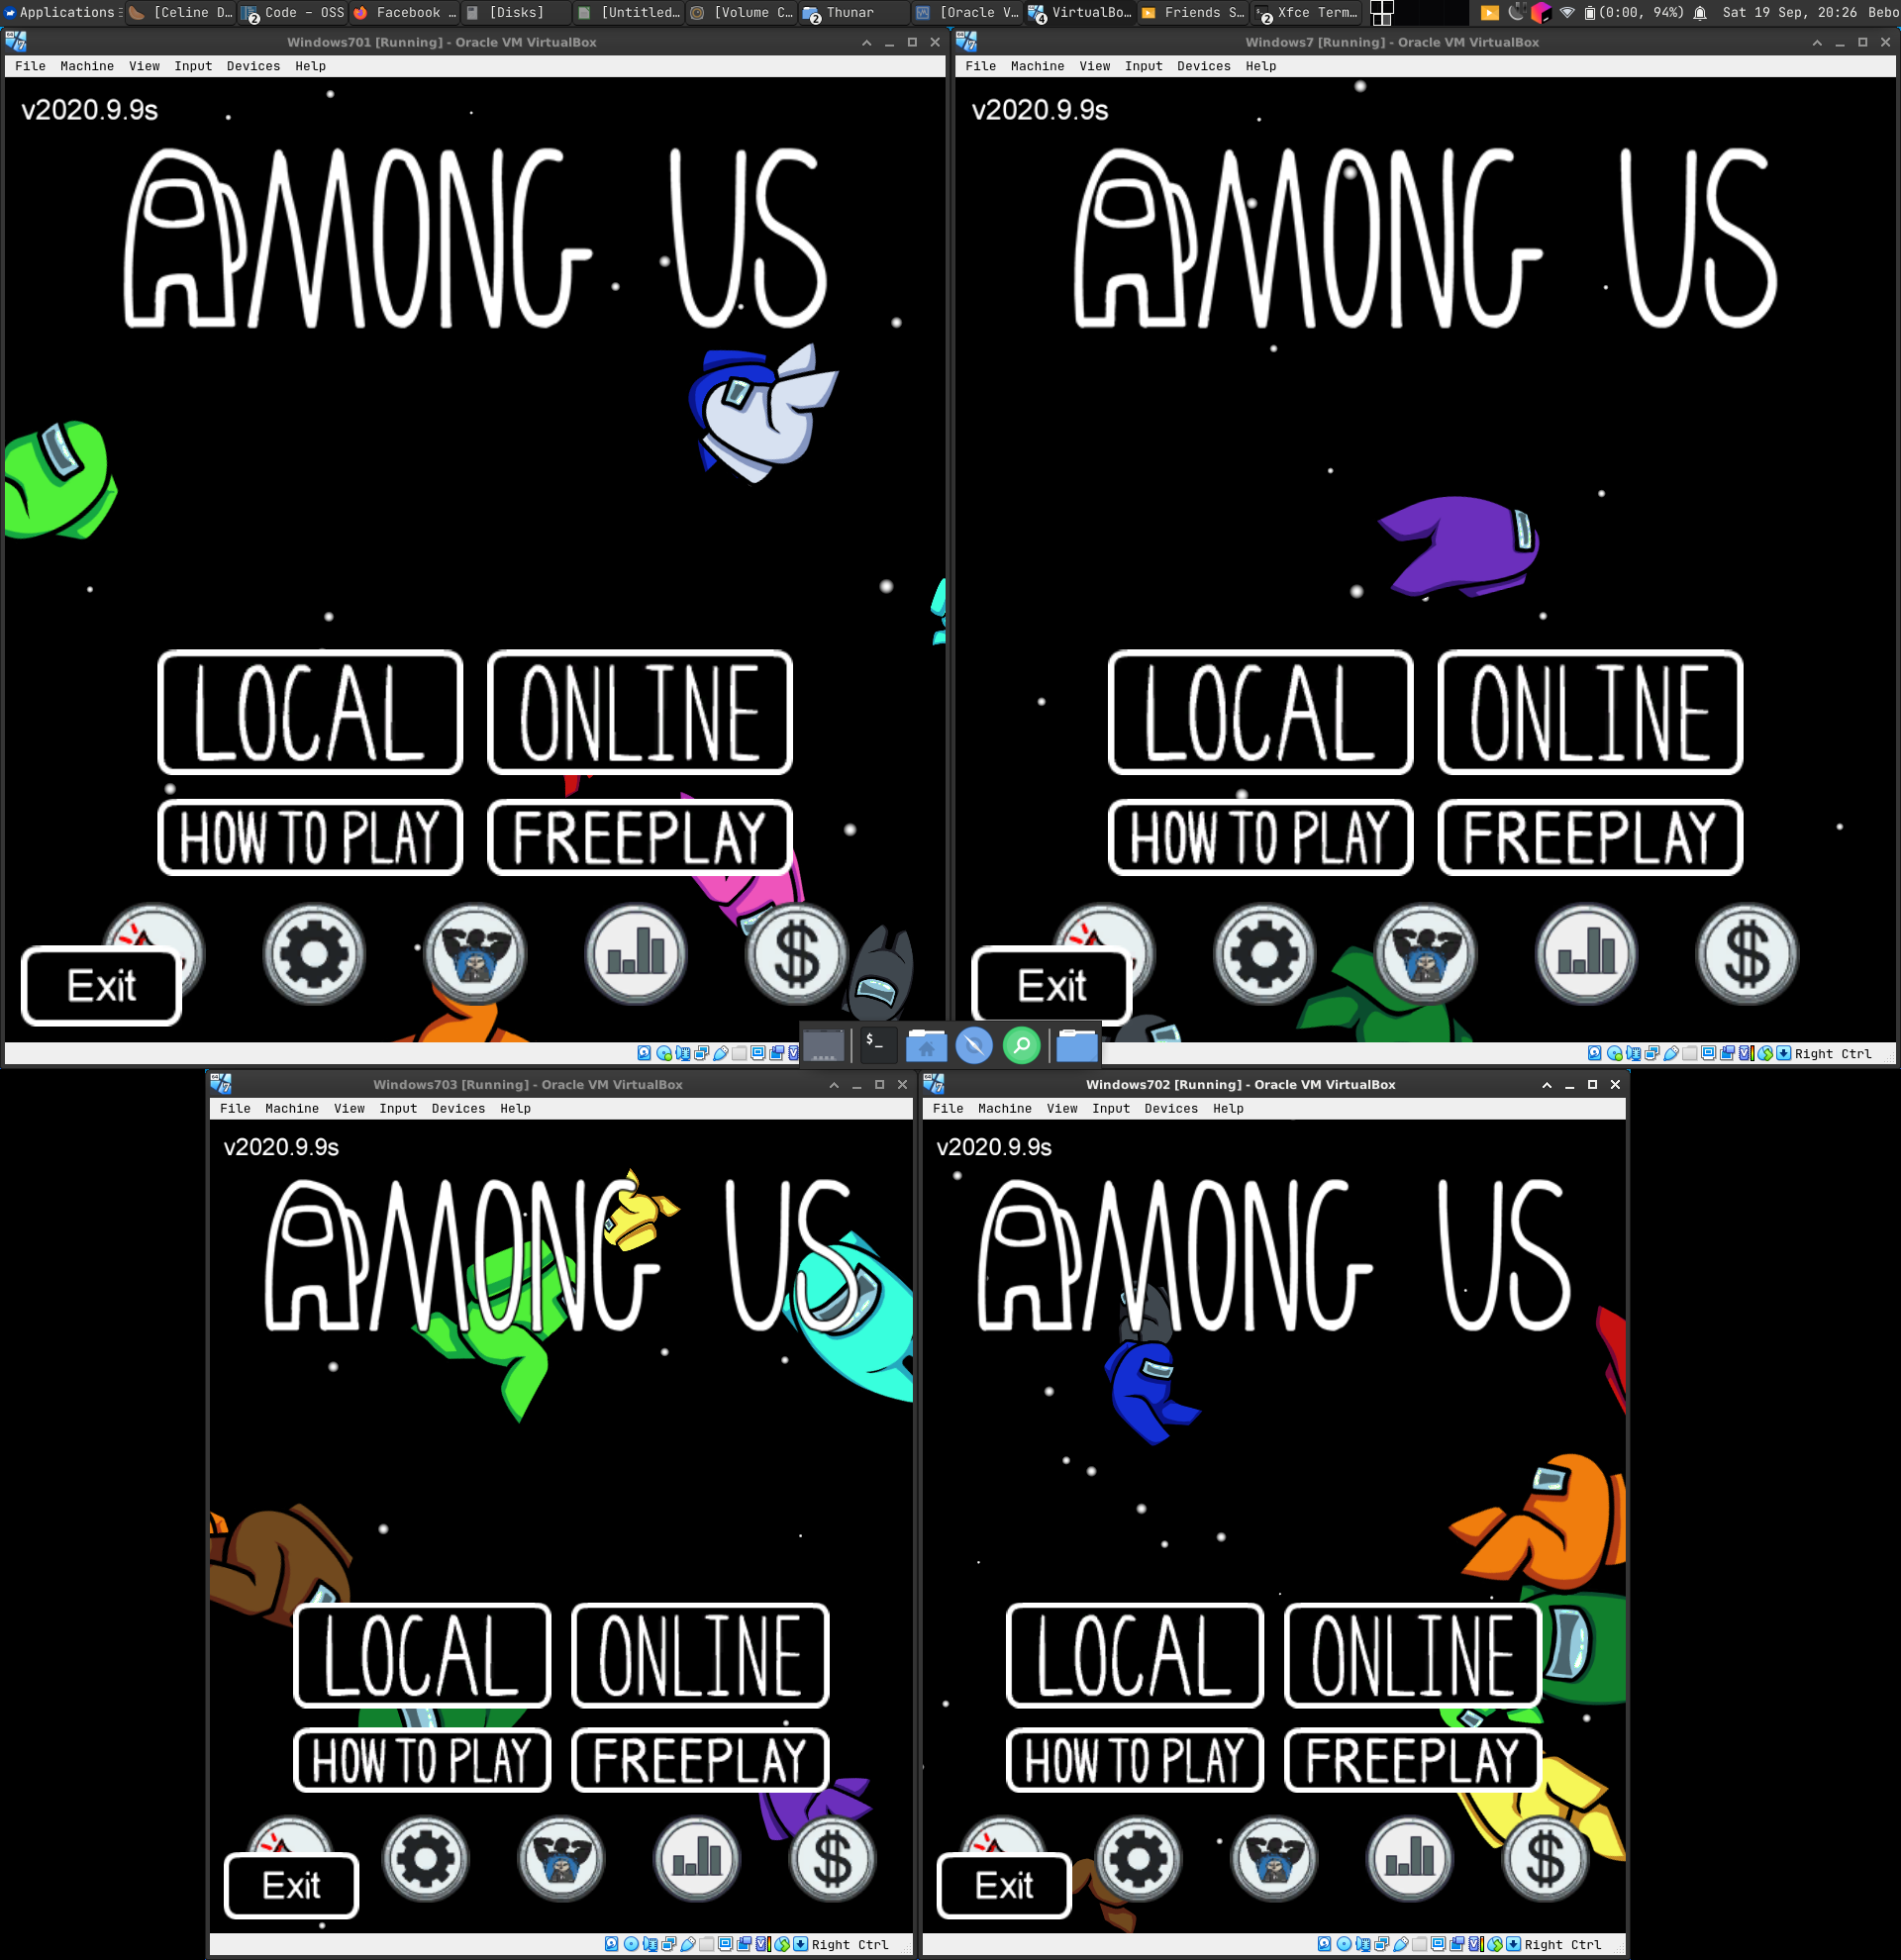 Applications [Celine D... 2 Code - OSS Facebook ... [Disks] [Untitled... [Volume C... 2 Thunar [Oracle V... 4 VirtualBo... Friends S... 2 Xfce Term... (0:00, 94%) Sat 19 Sep, 20:26 Bebo
Windows701 [Running] - Oracle VM VirtualBox
File Machine View Input Devices Help
v2020.9.9s
AMONG US
LOCAL ONLINE
HOW TO PLAY FREEPLAY
$
Exit
Windows7 [Running] - Oracle VM VirtualBox
File Machine View Input Devices Help
v2020.9.9s
AMONG US
LOCAL ONLINE
HOW TO PLAY FREEPLAY
$
Exit
$_
Right Ctrl
Windows703 [Running] - Oracle VM VirtualBox
File Machine View Input Devices Help
v2020.9.9s
AMONG US
LOCAL ONLINE
HOW TO PLAY FREEPLAY
$
Exit
Right Ctrl
Windows702 [Running] - Oracle VM VirtualBox
File Machine View Input Devices Help
v2020.9.9s
AMONG US
LOCAL ONLINE
HOW TO PLAY FREEPLAY
$
Exit
Right Ctrl